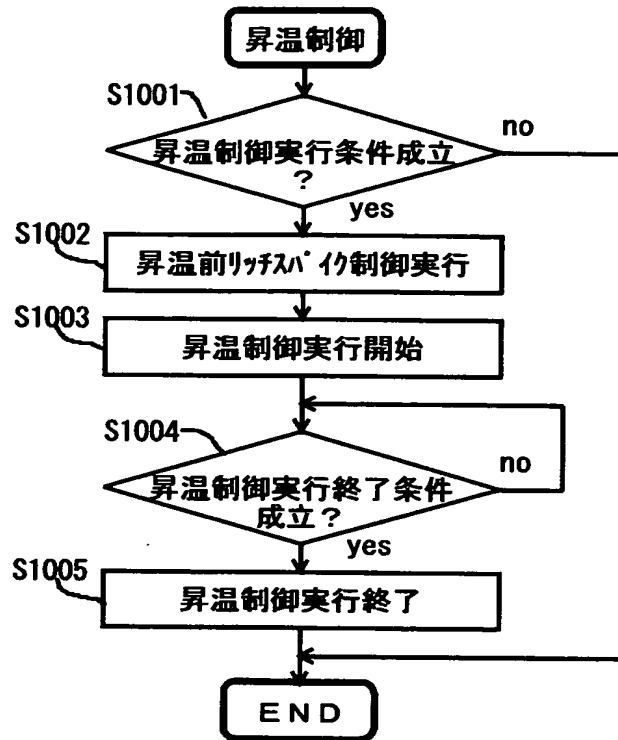 昇温制御
S1001
no
昇温制御実行条件成立
?
yes
S1002
昇温前ﾘｯﾁｽﾊﾟｲｸ制御実行
S1003
昇温制御実行開始
S1004
no
昇温制御実行終了条件
成立?
yes
S1005
昇温制御実行終了
END